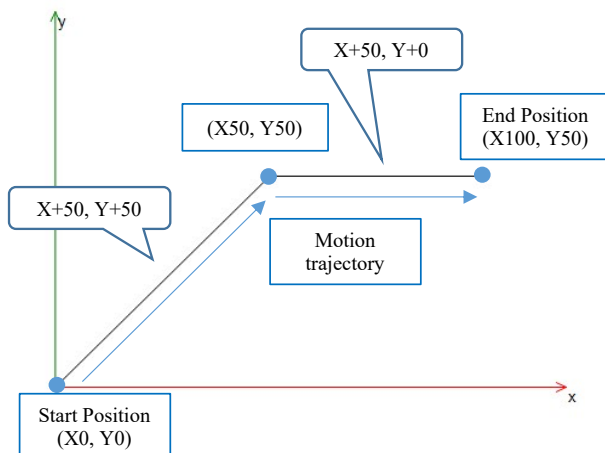 y
X+50, Y+0
(X50, Y50)
End Position
(X100, Y50)
X+50, Y+50
Motion
trajectory
x
Start Position
(X0, Y0)